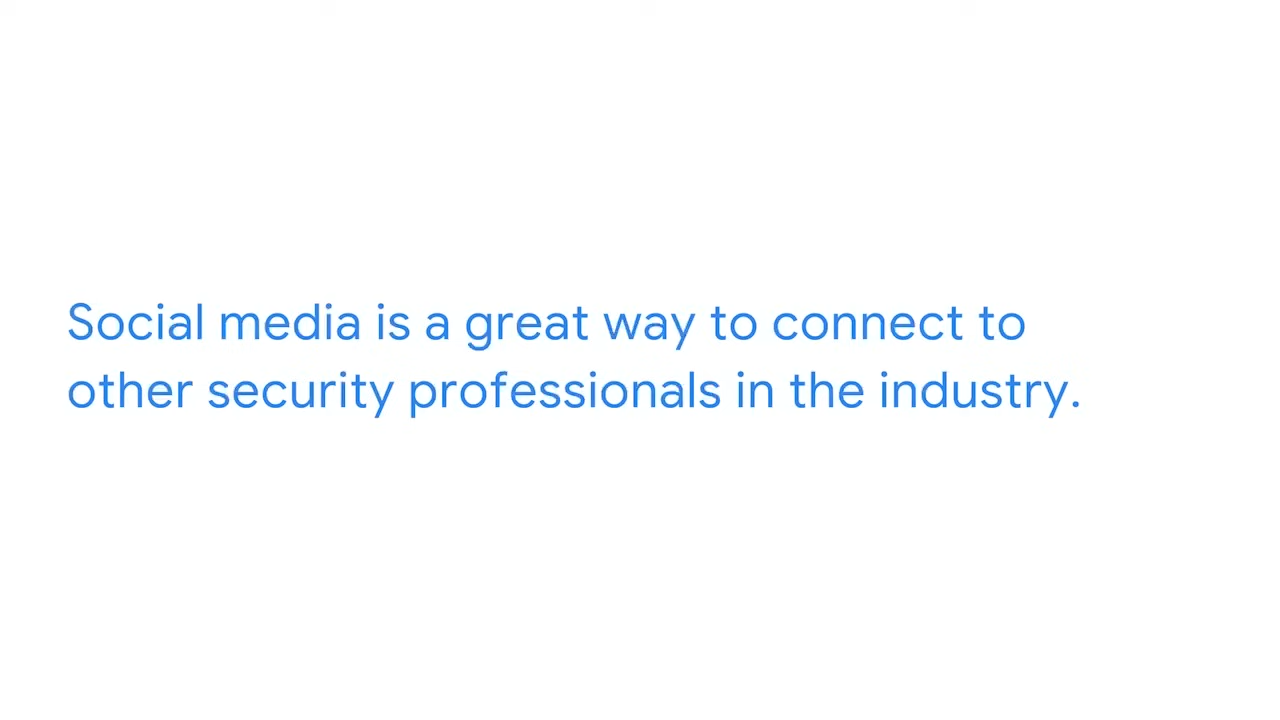 Social media is a great way to connect to
other security professionals in the industry.